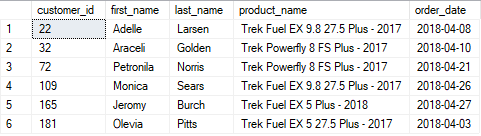 customer_id first_name last_name product_name order_date
1 22 Adelle Larsen Trek Fuel EX 9.8 27.5 Plus - 2017 2018-04-08
2 32 Araceli Golden Trek Powerfly 8 FS Plus - 2017 2018-04-10
3 72 Petronila Norris Trek Powerfly 8 FS Plus - 2017 2018-04-21
4 109 Monica Sears Trek Fuel EX 9.8 27.5 Plus - 2017 2018-04-26
5 165 Jeromy Burch Trek Fuel EX 5 Plus - 2018 2018-04-27
6 181 Olevia Pitts Trek Fuel EX 5 27.5 Plus - 2017 2018-04-03